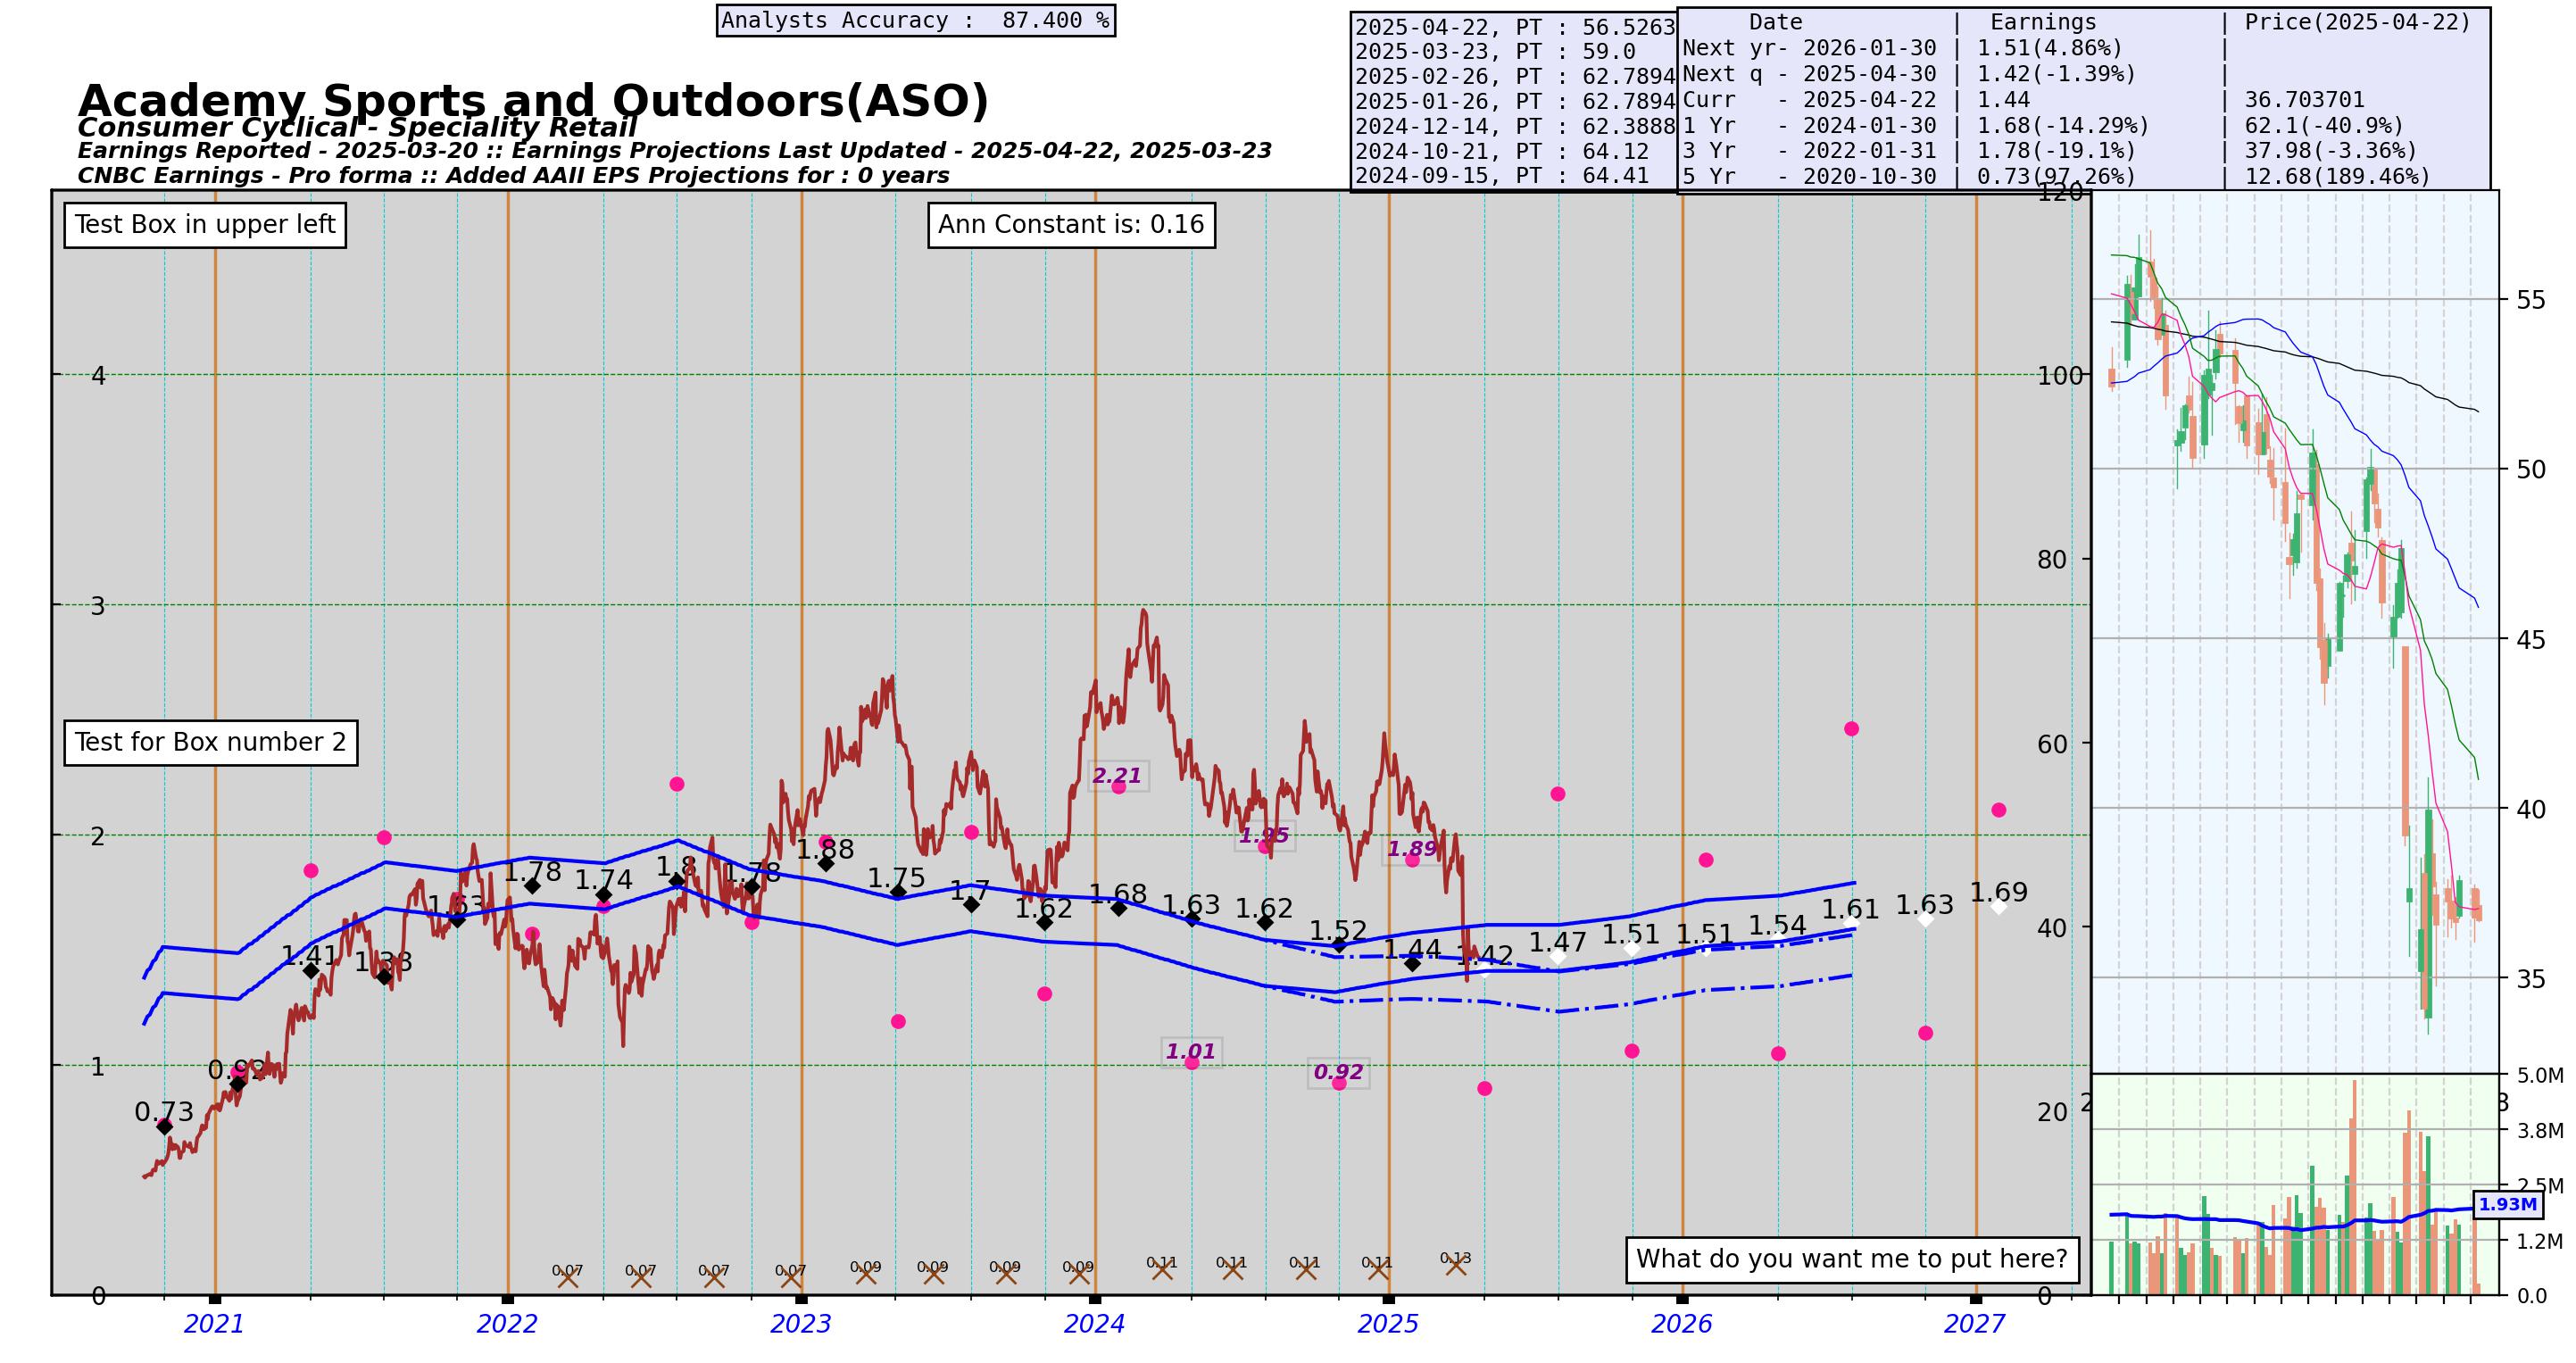 Analysts Accuracy :  87.400 %
2025-04-22, PT : 56.5263
2025-03-23, PT : 59.0
2025-02-26, PT : 62.7894
2025-01-26, PT : 62.7894
2024-12-14, PT : 62.3888
2024-10-21, PT : 64.12
2024-09-15, PT : 64.41
Date | Earnings | Price(2025-04-22)
Next yr- 2026-01-30 | 1.51(4.86%) |
Next q - 2025-04-30 | 1.42(-1.39%) |
Curr - 2025-04-22 | 1.44 | 36.703701
1 Yr - 2024-01-30 | 1.68(-14.29%) | 62.1(-40.9%)
3 Yr - 2022-01-31 | 1.78(-19.1%) | 37.98(-3.36%)
5 Yr - 2020-10-30 | 0.73(97.26%) | 12.68(189.46%)
Academy Sports and Outdoors(ASO)
Consumer Cyclical - Speciality Retail
Earnings Reported - 2025-03-20 :: Earnings Projections Last Updated - 2025-04-22, 2025-03-23
CNBC Earnings - Pro forma :: Added AAII EPS Projections for : 0 years
Test Box in upper left
Ann Constant is: 0.16
Test for Box number 2
What do you want me to put here?
4
3
2
1
0
120
100
80
60
40
20
0
55
50
45
40
35
5.0M
3.8M
2.5M
1.93M
1.2M
0.0
0.73
0.92
1.41
1.38
1.63
1.78
1.74
1.8
1.78
1.88
1.75
1.7
1.62
1.68
1.63
1.62
1.52
1.44
1.42
1.47
1.51
1.51
1.54
1.61
1.63
1.69
2.21
1.01
1.95
0.92
1.89
0.07
0.07
0.07
0.07
0.09
0.09
0.09
0.09
0.11
0.11
0.11
0.11
0.13
2021
2022
2023
2024
2025
2026
2027